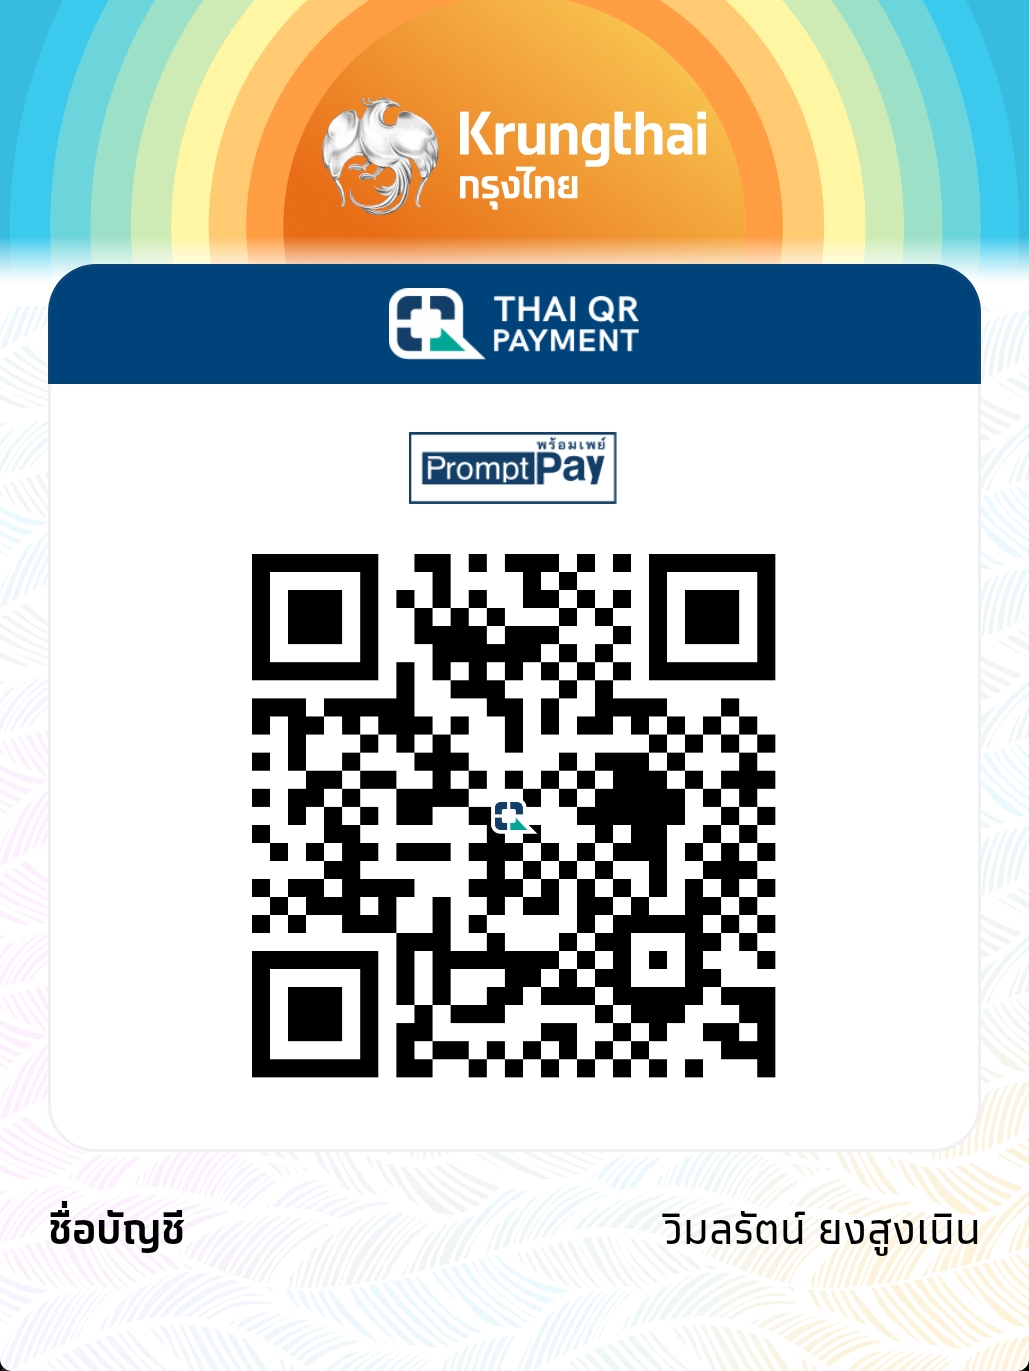 Krungthai
กรุงไทย
THAI QR
PAYMENT
พร้อมเพย์
PromptPay
ชื่อบัญชี วิมลรัตน์ ยงสูงเนิน